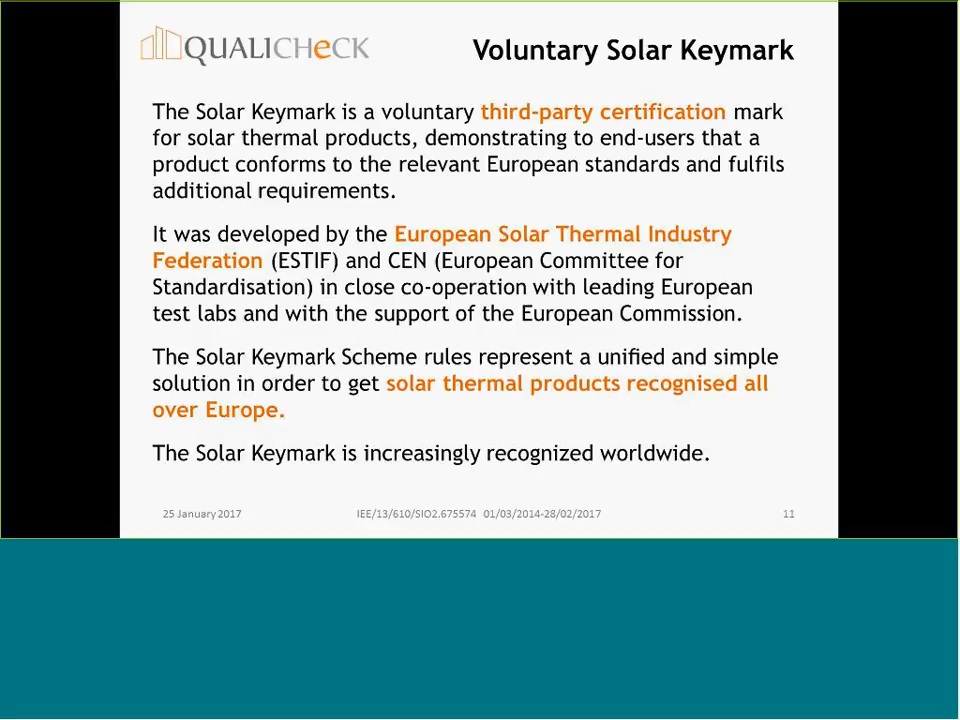 QUALICHeCK
Voluntary Solar Keymark
The Solar Keymark is a voluntary third-party certification mark
for solar thermal products, demonstrating to end-users that a
product conforms to the relevant European standards and fulfils
additional requirements.
It was developed by the European Solar Thermal Industry
Federation (ESTIF) and CEN (European Committee for
Standardisation) in close co-operation with leading European
test labs and with the support of the European Commission.
The Solar Keymark Scheme rules represent a unified and simple
solution in order to get solar thermal products recognised all
over Europe.
The Solar Keymark is increasingly recognized worldwide.
25 January 2017
IEE/13/610/SIO2.675574 01/03/2014-28/02/2017
11